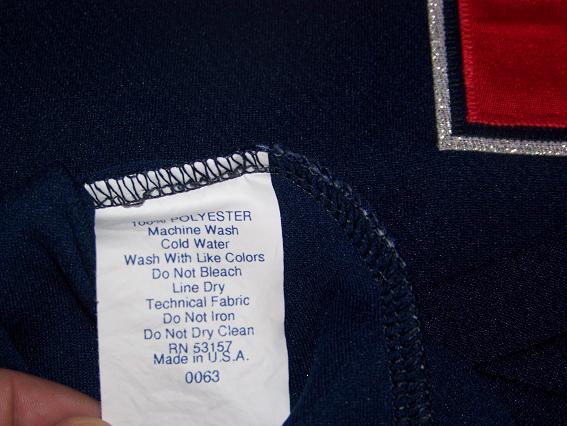 100% POLYESTER
Machine Wash
Cold Water
Wash With Like Colors
Do Not Bleach
Line Dry
Technical Fabric
Do Not Iron
Do Not Dry Clean
RN 53157
Made in U.S.A.
0063